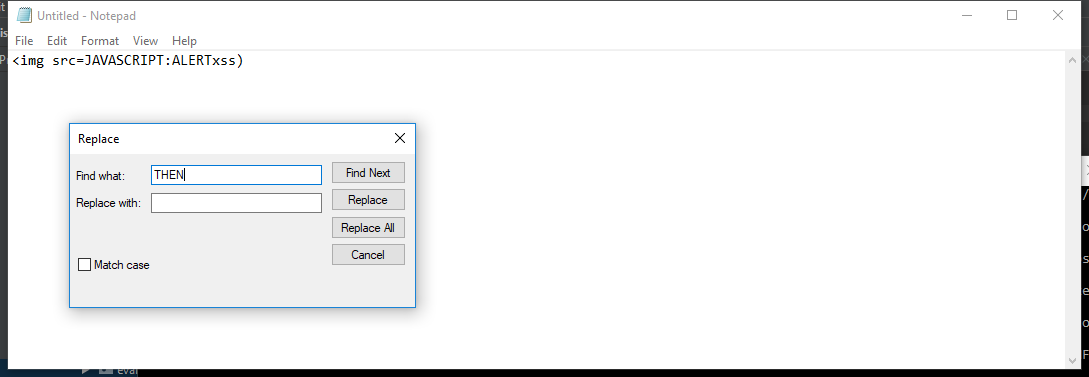 Untitled - Notepad
File Edit Format View Help
<img src=JAVASCRIPT:ALERTxss)
Replace
Find what: THEN Find Next
Replace with: Replace
Replace All
Cancel
Match case
eval